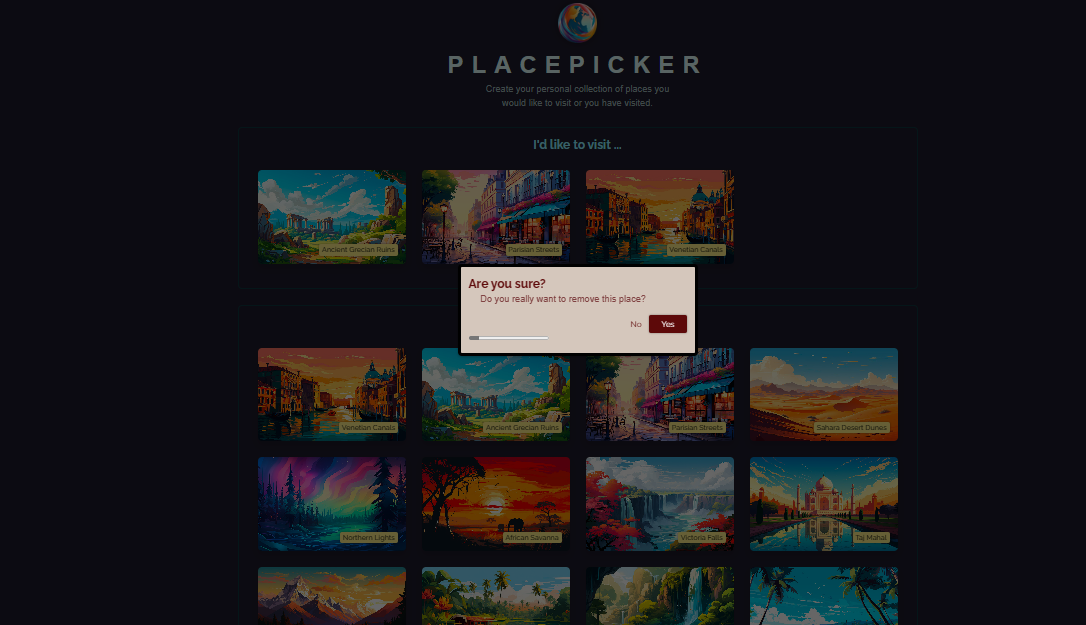 PLACEPICKER
Create your personal collection of places you
would like to visit or you have visited.
I'd like to visit ...
Ancient Grecian Ruins
Parisian Streets
Venetian Canals
Are you sure?
Do you really want to remove this place?
No
Yes
Venetian Canals
Ancient Grecian Ruins
Parisian Streets
Sahara Desert Dunes
Northern Lights
African Savanna
Victoria Falls
Taj Mahal